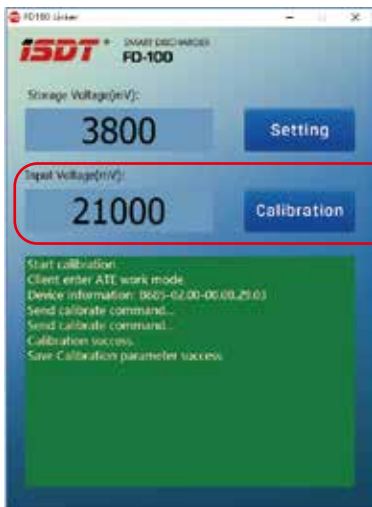 FD100 Linker
iSDT
SMART DISCHARGER
FD-100
Storage Voltage(mV):
3800
Setting
Input Voltage(mV):
21000
Calibration
Start calibration
Client enter ATE work mode
Send calibrate command...
Send calibrate command...
Calibration success.
Save Calibration parameter success